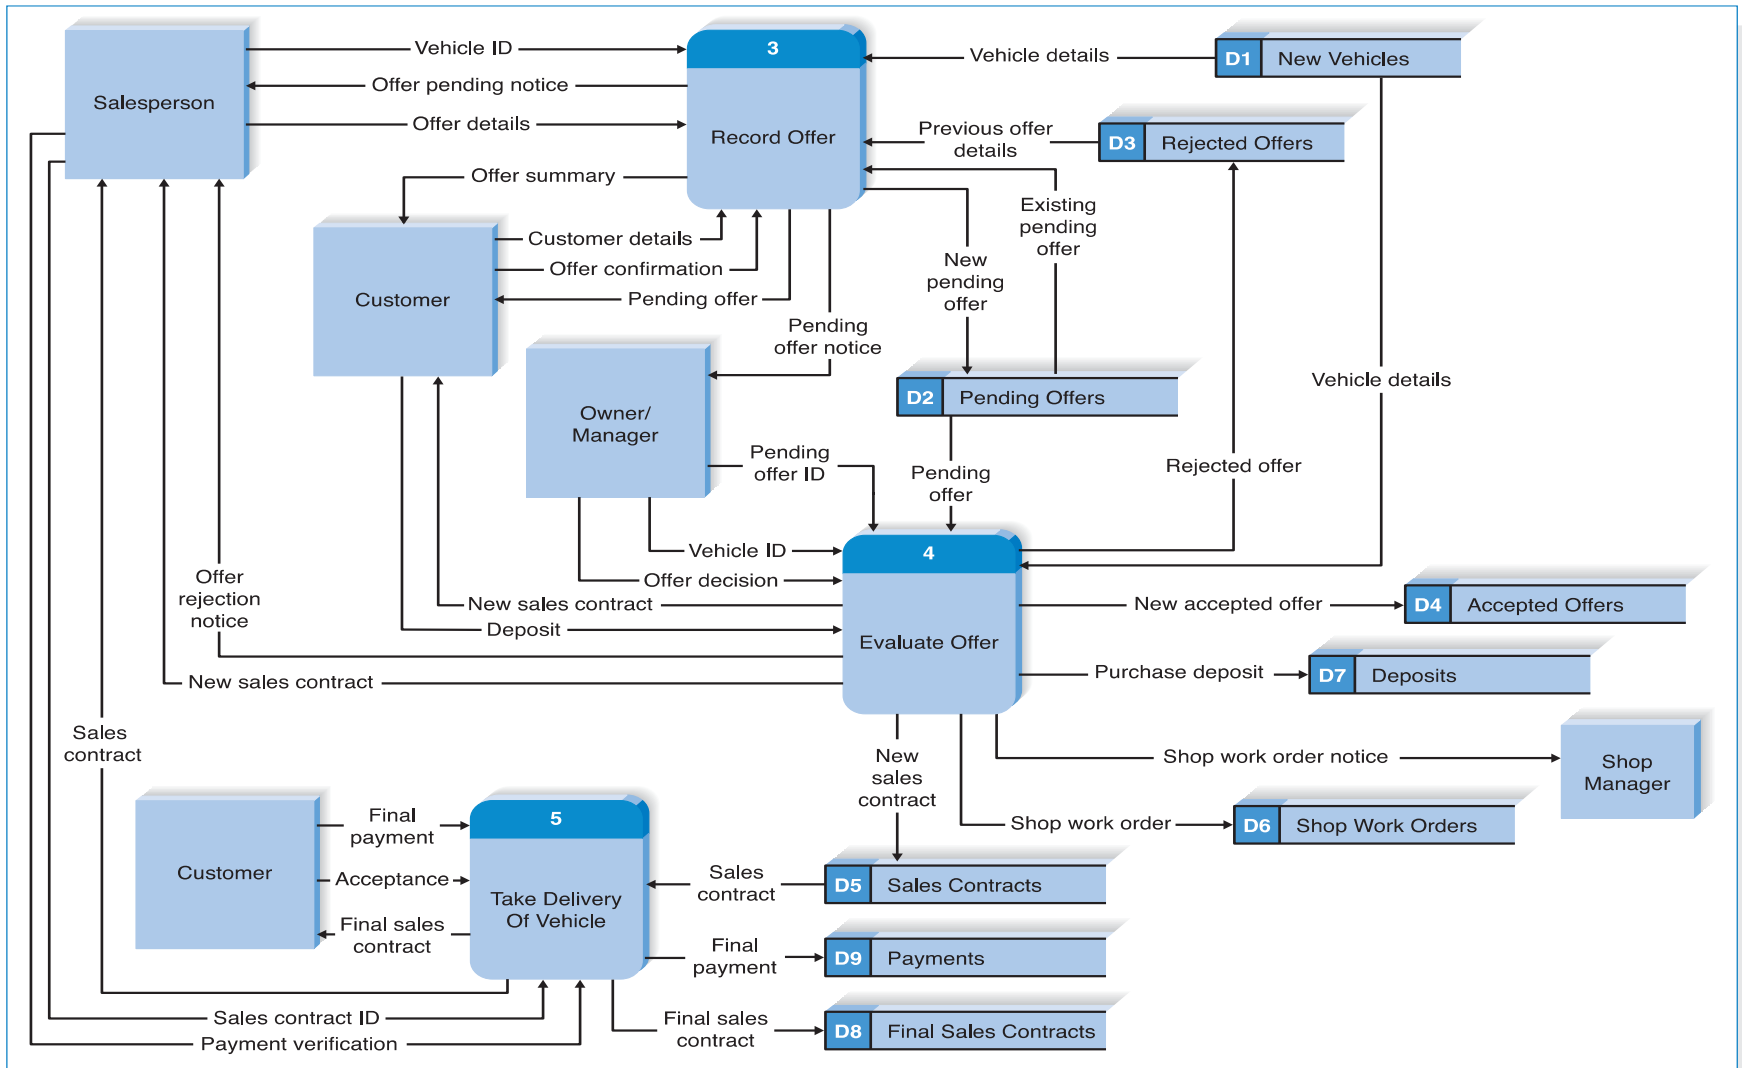 Vehicle ID
3
Vehicle details
D1 New Vehicles
Offer pending notice
Salesperson
Offer details
Record Offer
Previous offer
details
D3 Rejected Offers
Offer summary
Existing
pending
offer
Customer details
Offer confirmation
New
pending
offer
Customer
Pending offer
Pending
offer notice
Vehicle details
D2 Pending Offers
Owner/
Manager
Pending
offer ID
Pending
offer
Rejected offer
Vehicle ID
4
Offer decision
Offer
rejection
notice
New sales contract
New accepted offer
D4 Accepted Offers
Deposit
Evaluate Offer
New sales contract
Purchase deposit
D7 Deposits
Sales
contract
New
sales
contract
Shop work order notice
Shop
Manager
Final
payment
5
Shop work order
D6 Shop Work Orders
Customer
Acceptance
Take Delivery
Of Vehicle
Sales
contract
D5 Sales Contracts
Final sales
contract
Final
payment
D9 Payments
Sales contract ID
Final sales
contract
D8 Final Sales Contracts
Payment verification